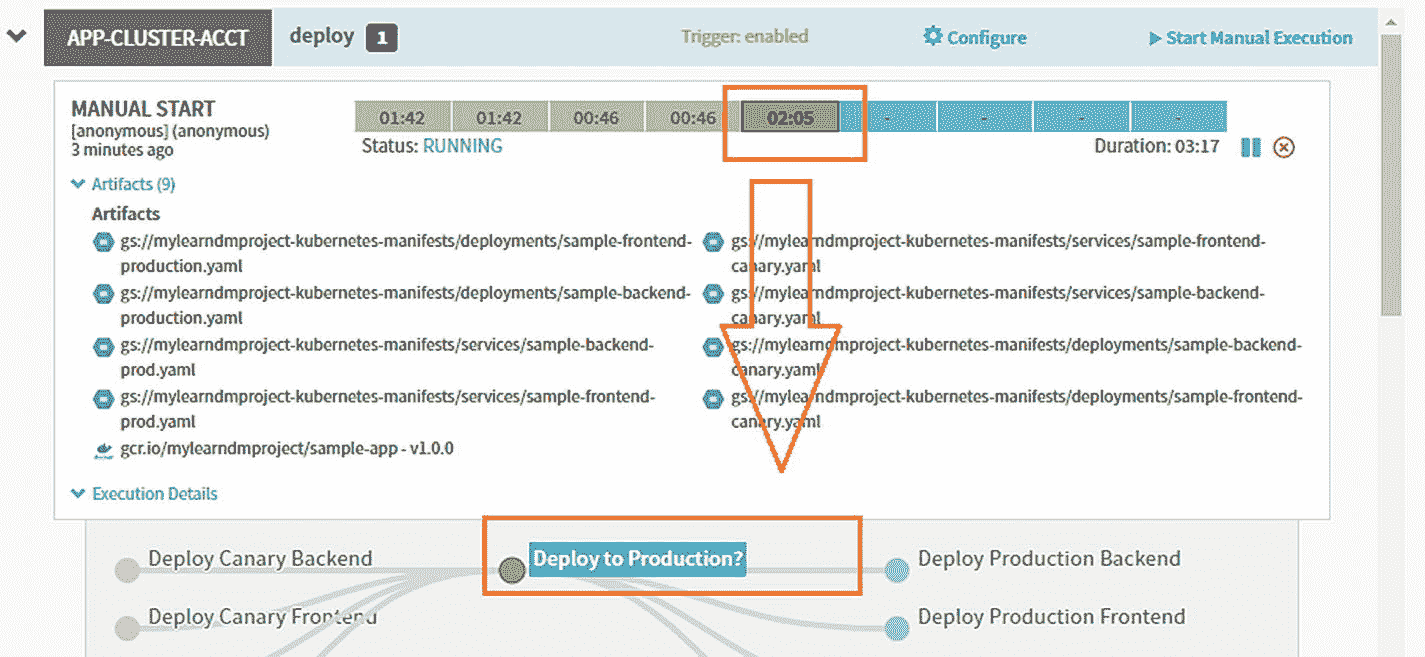 APP-CLUSTER-ACCT deploy 1 Trigger: enabled Configure Start Manual Execution
MANUAL START
[anonymous] (anonymous)
3 minutes ago
01:42 01:42 00:46 00:46 02:05 - - - -
Status: RUNNING
Duration: 03:17
Artifacts (9)
Artifacts
gs://mylearndmproject-kubernetes-manifests/deployments/sample-frontend-
production.yaml
gs://mylearndmproject-kubernetes-manifests/services/sample-frontend-
canary.yaml
gs://mylearndmproject-kubernetes-manifests/deployments/sample-backend-
production.yaml
gs://mylearndmproject-kubernetes-manifests/services/sample-backend-
canary.yaml
gs://mylearndmproject-kubernetes-manifests/services/sample-backend-
prod.yaml
gs://mylearndmproject-kubernetes-manifests/deployments/sample-backend-
canary.yaml
gs://mylearndmproject-kubernetes-manifests/services/sample-frontend-
prod.yaml
gs://mylearndmproject-kubernetes-manifests/deployments/sample-frontend-
canary.yaml
gcr.io/mylearndmproject/sample-app - v1.0.0
Execution Details
Deploy Canary Backend
Deploy to Production?
Deploy Production Backend
Deploy Canary Frontend
Deploy Production Frontend